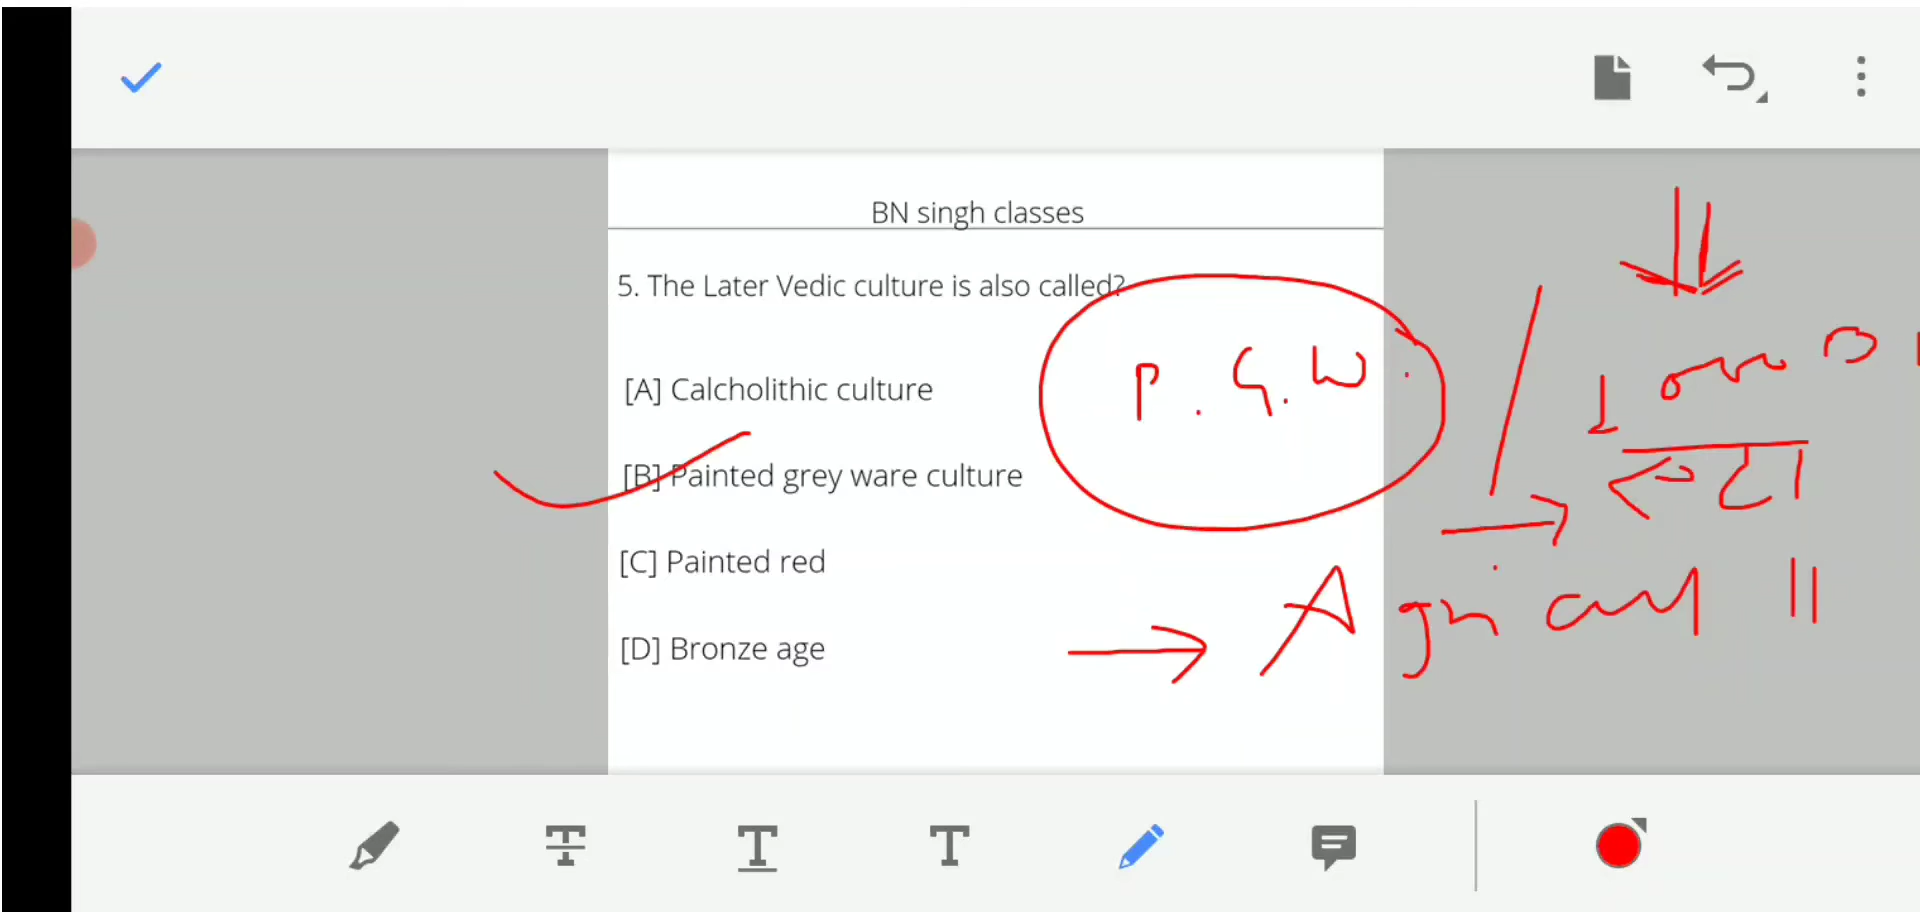 BN singh classes
5. The Later Vedic culture is also called?
[A] Calcholithic culture
P. G. W.
[B] Painted grey ware culture
[C] Painted red
[D] Bronze age